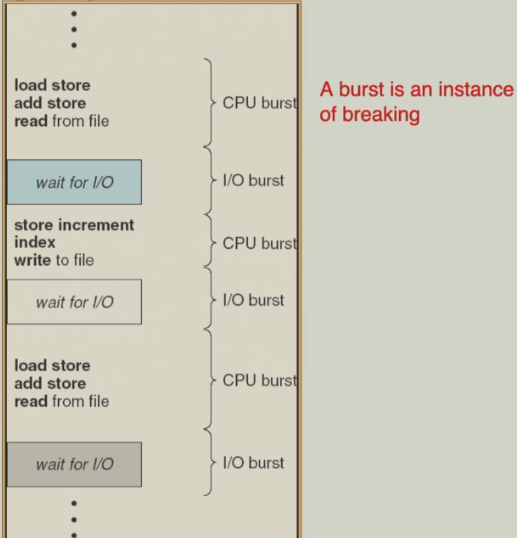 load store
add store
read from file
CPU burst
A burst is an instance
of breaking
wait for I/O
I/O burst
store increment
index
write to file
CPU burst
wait for I/O
I/O burst
load store
add store
read from file
CPU burst
wait for I/O
I/O burst